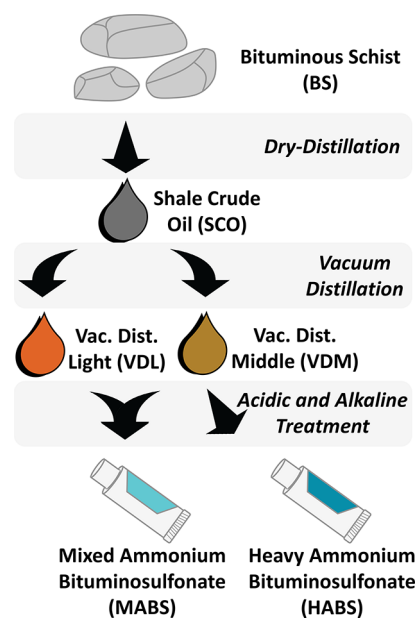 Bituminous Schist
(BS)
Dry-Distillation
Shale Crude
Oil (SCO)
Vacuum
Distillation
Vac. Dist.
Light (VDL)
Vac. Dist.
Middle (VDM)
Acidic and Alkaline
Treatment
Mixed Ammonium
Bituminosulfonate
(MABS)
Heavy Ammonium
Bituminosulfonate
(HABS)